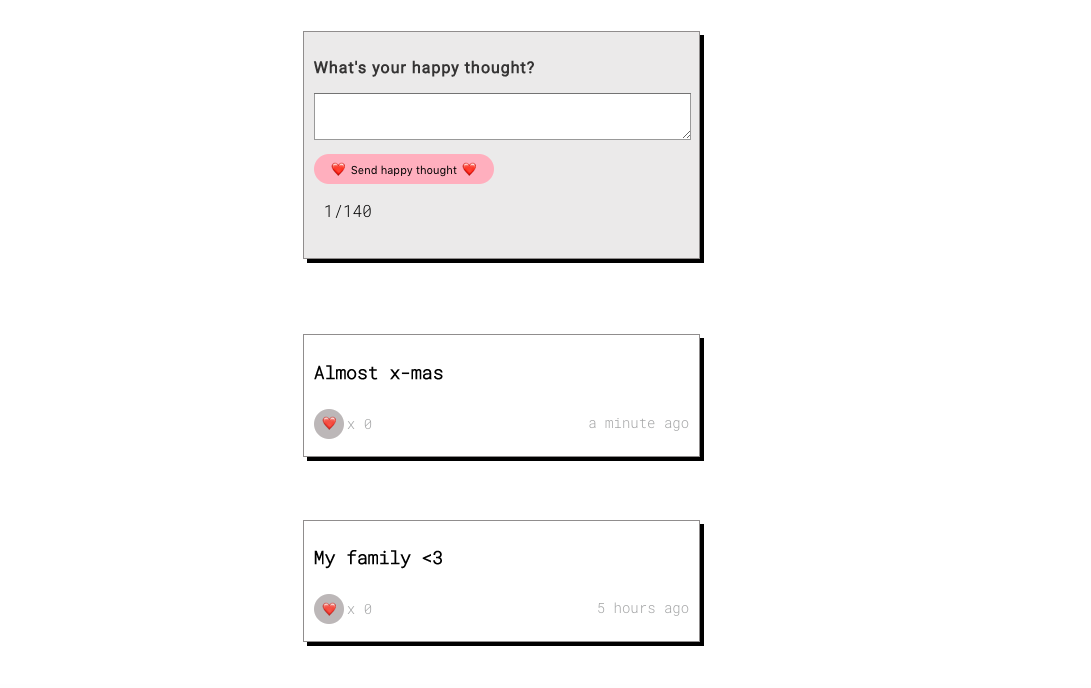 What's your happy thought?
❤️ Send happy thought ❤️
1/140
Almost x-mas
❤️ x 0 a minute ago
My family <3
❤️ x 0 5 hours ago